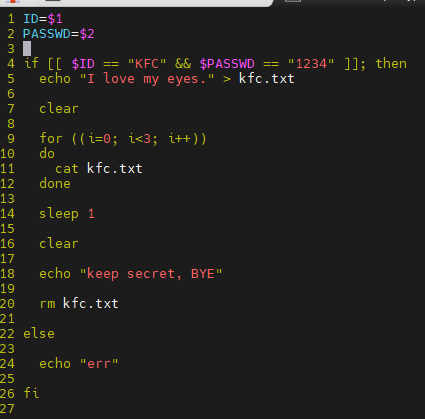 1 ID=$1
2 PASSWD=$2
3
4 if [[ $ID == "KFC" && $PASSWD == "1234" ]]; then
5   echo "I love my eyes." > kfc.txt
6
7   clear
8
9   for ((i=0; i<3; i++))
10   do
11     cat kfc.txt
12   done
13
14   sleep 1
15
16   clear
17
18   echo "keep secret, BYE"
19
20   rm kfc.txt
21
22 else
23
24   echo "err"
25
26 fi
27